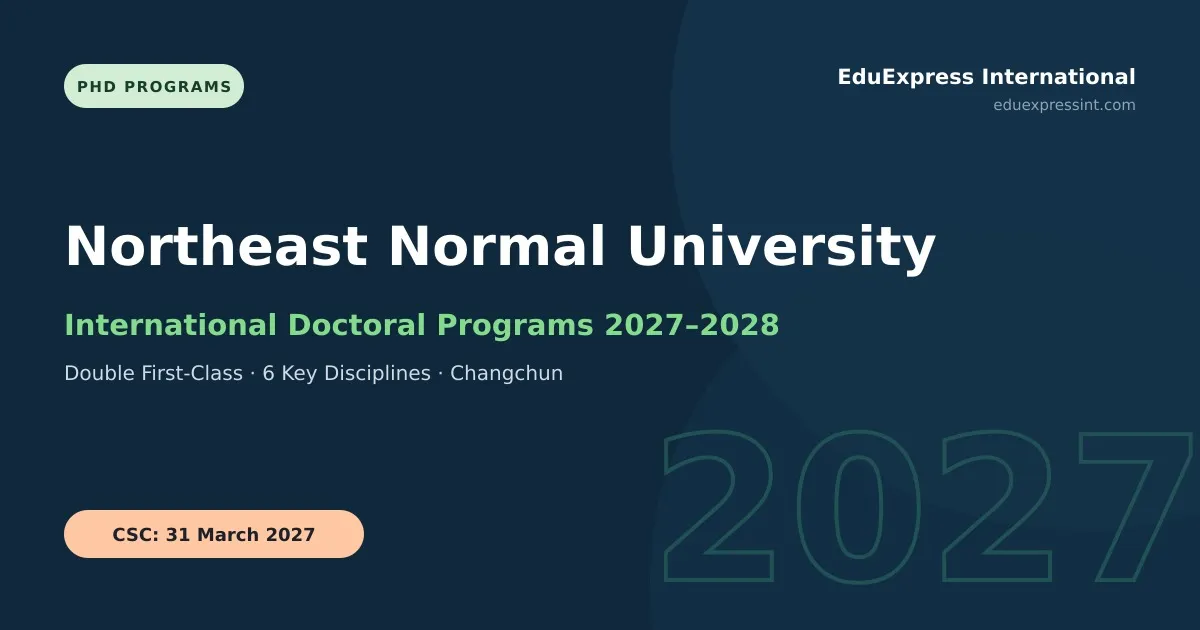 PHD PROGRAMS
EduExpress International
eduexpressint.com
Northeast Normal University
International Doctoral Programs 2027–2028
Double First-Class · 6 Key Disciplines · Changchun
2027
CSC: 31 March 2027